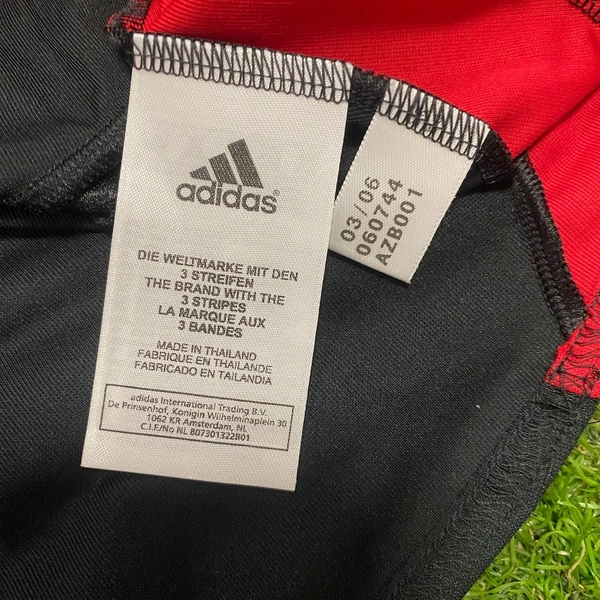 adidas
DIE WELTMARKE MIT DEN
3 STREIFEN
THE BRAND WITH THE
3 STRIPES
LA MARQUE AUX
3 BANDES
MADE IN THAILAND
FABRIQUE EN THAILANDE
FABRICADO EN TAILANDIA
adidas International Trading B.V.
De Prinsenhof, Konigin Wilhelminaplein 30
1062 KR Amsterdam, NL
C.I.F./No NL 807301322B01
03/06
060744
AZB001